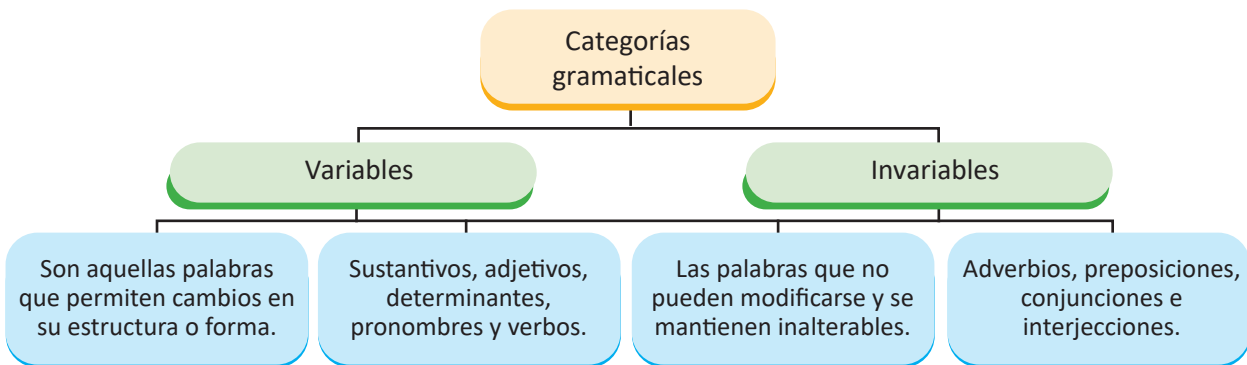 Categorías
gramaticales
Variables
Invariables
Son aquellas palabras
que permiten cambios en
su estructura o forma.
Sustantivos, adjetivos,
determinantes,
pronombres y verbos.
Las palabras que no
pueden modificarse y se
mantienen inalterables.
Adverbios, preposiciones,
conjunciones e
interjecciones.